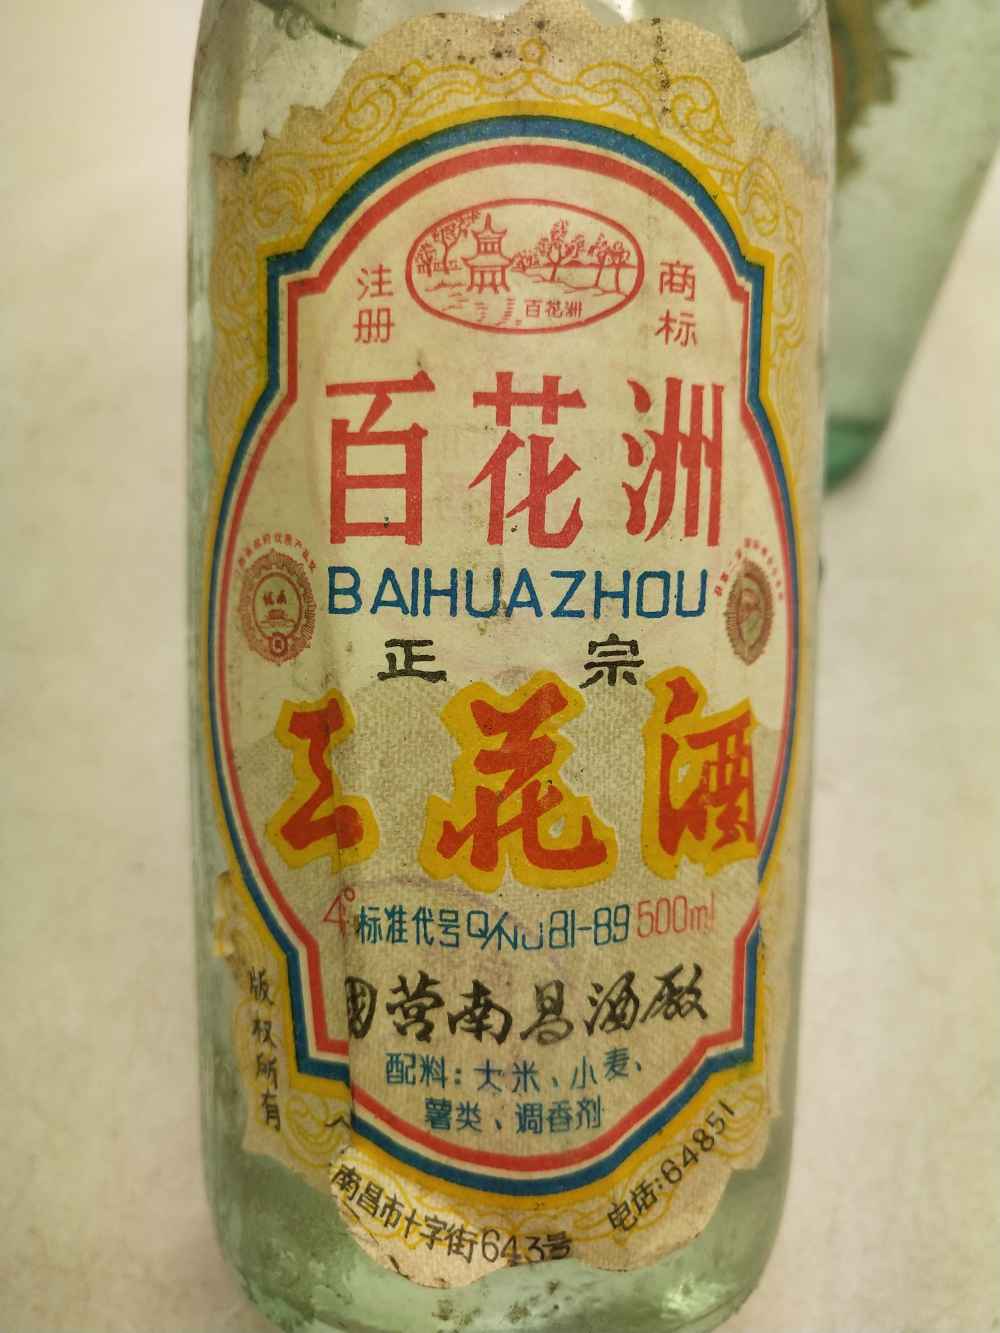 百花洲
注册
商标
百花洲
BAIHUAZHOU
正宗
三花酒
4° 标准代号Q/NJ81-89 500ml
国营南昌酒厰
配料：大米、小麦、
薯类、调香剂
版权所有
南昌市十字街643号 电话:64851